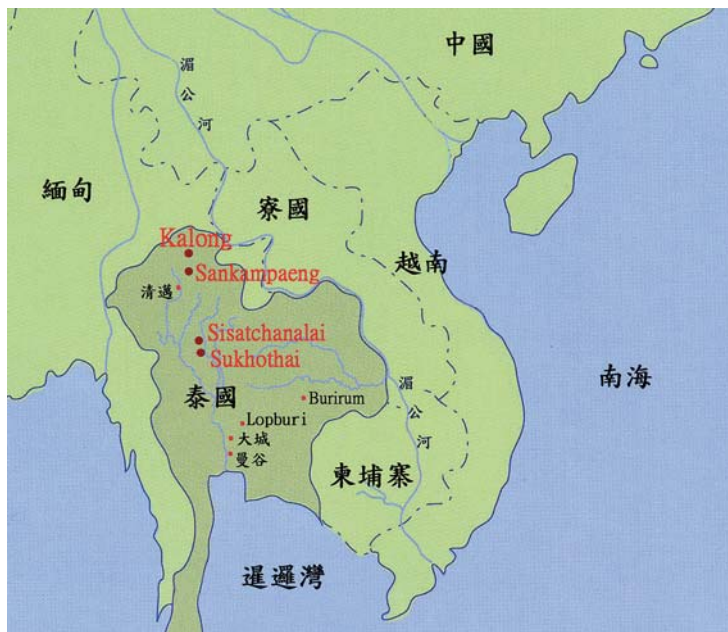 中國
湄公河
緬甸
寮國
Kalong
越南
Sankampaeng
清邁
Sisatchanalai
Sukhothai
南海
泰國
湄公河
Burirum
Lopburi
大城
曼谷
柬埔寨
暹邏灣